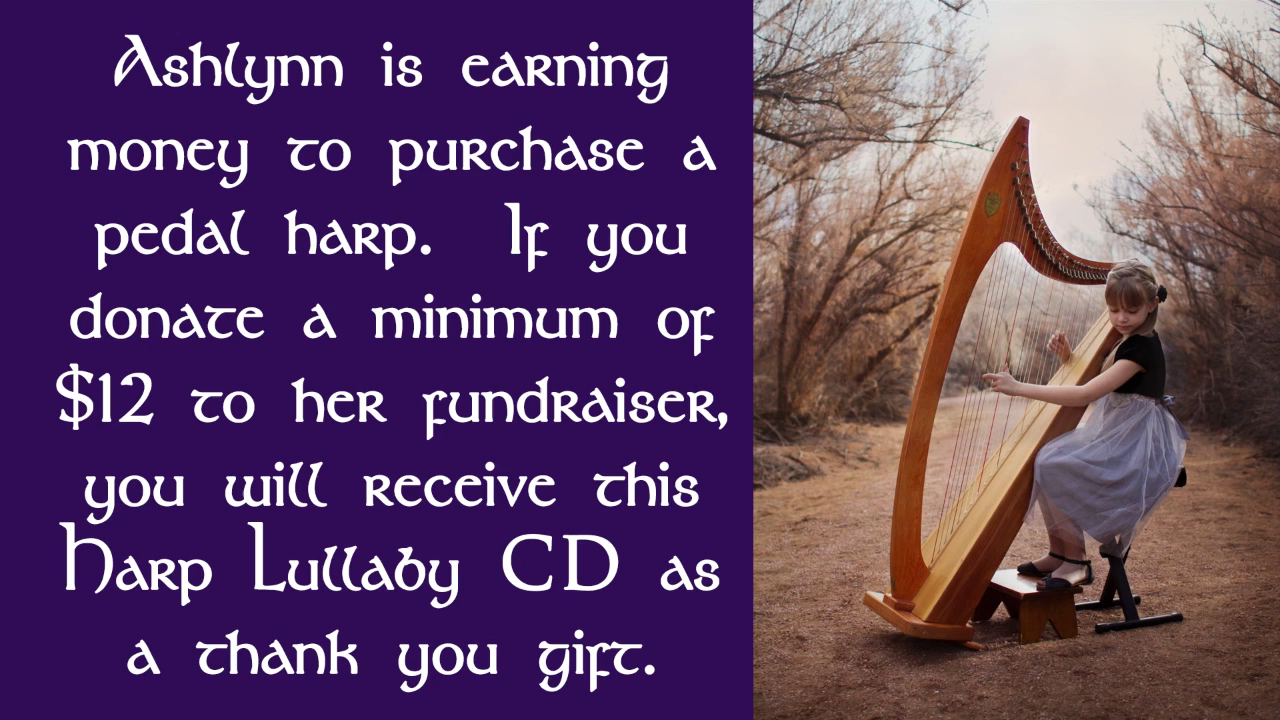 Ashlynn is earning
money to purchase a
pedal harp. If you
donate a minimum of
$12 to her fundraiser,
you will receive this
Harp Lullaby CD as
a thank you gift.